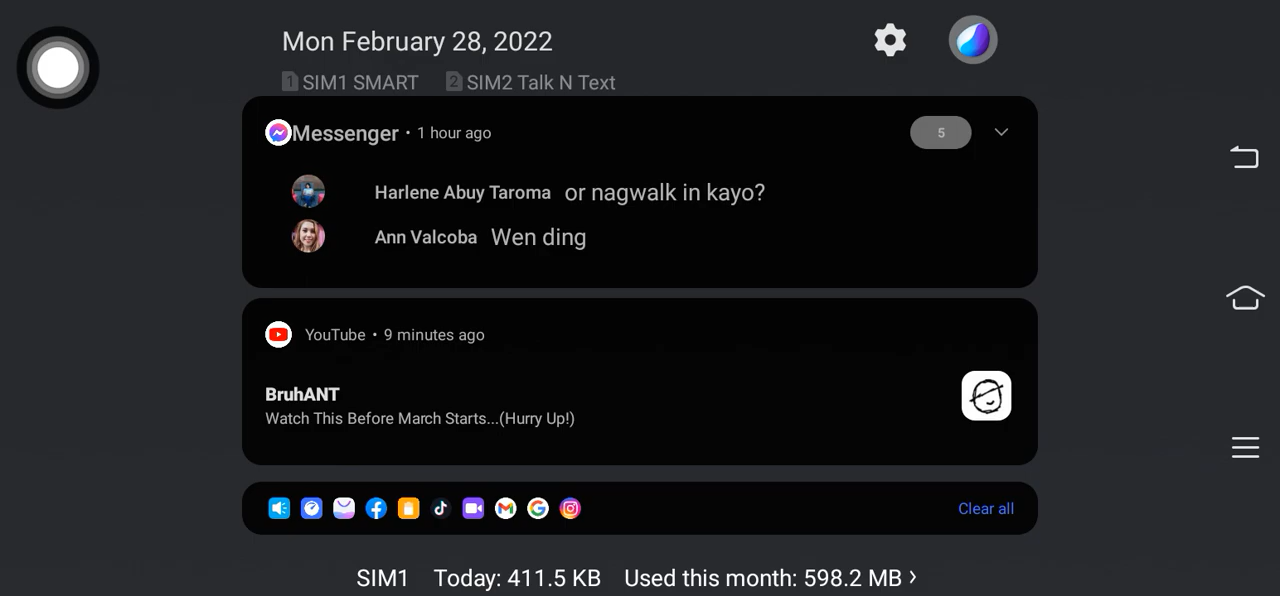 Mon February 28, 2022
1 SIM1 SMART 2 SIM2 Talk N Text
Messenger • 1 hour ago 5
Harlene Abuy Taroma or nagwalk in kayo?
Ann Valcoba Wen ding
YouTube • 9 minutes ago
BruhANT
Watch This Before March Starts...(Hurry Up!)
Clear all
SIM1 Today: 411.5 KB Used this month: 598.2 MB ›